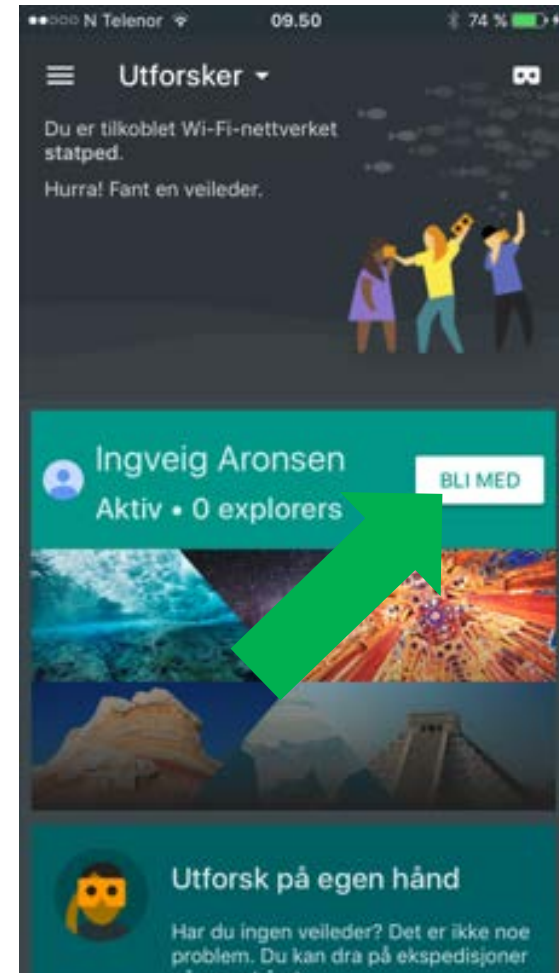 N Telenor 09.50 74 %
Utforsker
Du er tilkoblet Wi-Fi-nettverket
statped.
Hurra! Fant en veileder.
Ingveig Aronsen
BLI MED
Aktiv • 0 explorers
Utforsk på egen hånd
Har du ingen veileder? Det er ikke noe
problem. Du kan dra på ekspedisjoner